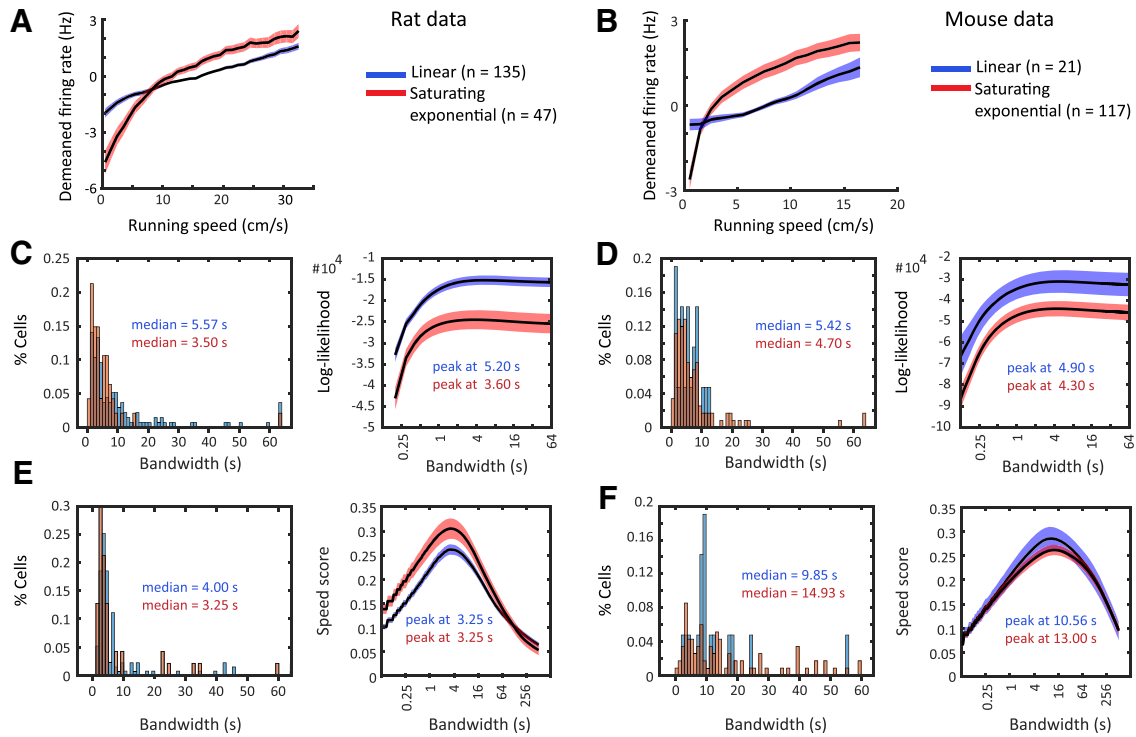 A
Rat data
Demeaned firing rate (Hz)
3
0
-3
-6
0
10
20
30
Running speed (cm/s)
Linear (n = 135)
Saturating
exponential (n = 47)
B
Mouse data
Demeaned firing rate (Hz)
3
0
-3
0
5
10
15
20
Running speed (cm/s)
Linear (n = 21)
Saturating
exponential (n = 117)
C
% Cells
0.25
0.2
0.15
0.1
0.05
0
0
10
20
30
40
50
60
Bandwidth (s)
median = 5.57 s
median = 3.50 s
#10⁴
Log-likelihood
-1
-1.5
-2
-2.5
-3
-3.5
-4
-4.5
-5
0.25
1
4
16
64
Bandwidth (s)
peak at 5.20 s
peak at 3.60 s
D
% Cells
0.2
0.16
0.12
0.08
0.04
0
0
10
20
30
40
50
60
Bandwidth (s)
median = 5.42 s
median = 4.70 s
#10⁴
Log-likelihood
-2
-3
-4
-5
-6
-7
-8
-9
-10
0.25
1
4
16
64
Bandwidth (s)
peak at 4.90 s
peak at 4.30 s
E
% Cells
0.3
0.25
0.2
0.15
0.1
0.05
0
0
10
20
30
40
50
60
Bandwidth (s)
median = 4.00 s
median = 3.25 s
Speed score
0.35
0.3
0.25
0.2
0.15
0.1
0.05
0
0.25
1
4
16
64
256
Bandwidth (s)
peak at 3.25 s
peak at 3.25 s
F
% Cells
0.2
0.16
0.12
0.08
0.04
0
0
10
20
30
40
50
60
Bandwidth (s)
median = 9.85 s
median = 14.93 s
Speed score
0.35
0.3
0.25
0.2
0.15
0.1
0.05
0
0.25
1
4
16
64
256
Bandwidth (s)
peak at 10.56 s
peak at 13.00 s